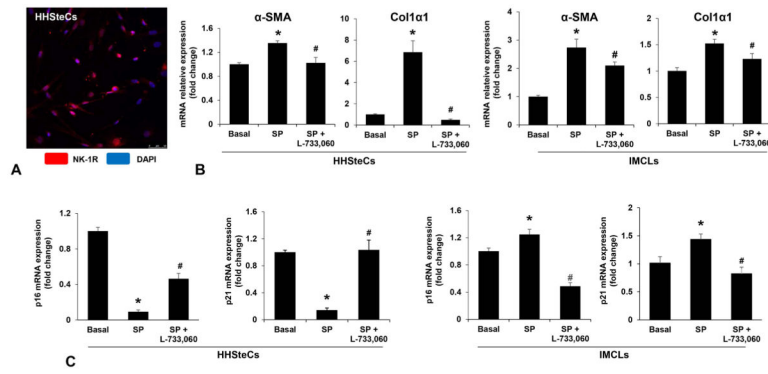 HHSteCs
NK-1R DAPI
A
α-SMA
mRNA relateive expression
(fold change)
1.6
1.2
0.8
0.4
0
*
#
Basal SP SP +
L-733,060
Col1α1
10
8
6
4
2
0
*
#
Basal SP SP +
L-733,060
HHSteCs
B
α-SMA
mRNA relateive expression
(fold change)
4
3
2
1
0
*
#
Basal SP SP +
L-733,060
Col1α1
2
1.5
1
0.5
0
*
#
Basal SP SP +
L-733,060
IMCLs
p16 mRNA expression
(fold change)
1.2
0.8
0.4
0.0
*
#
Basal SP SP +
L-733,060
p21 mRNA expression
(fold change)
1.6
1.2
0.8
0.4
0.0
*
#
Basal SP SP +
L-733,060
HHSteCs
C
p16 mRNA expression
(fold change)
1.6
1.2
0.8
0.4
0.0
*
#
Basal SP SP +
L-733,060
p21 mRNA expression
(fold change)
2
1.5
1
0.5
0
*
#
Basal SP SP +
L-733,060
IMCLs